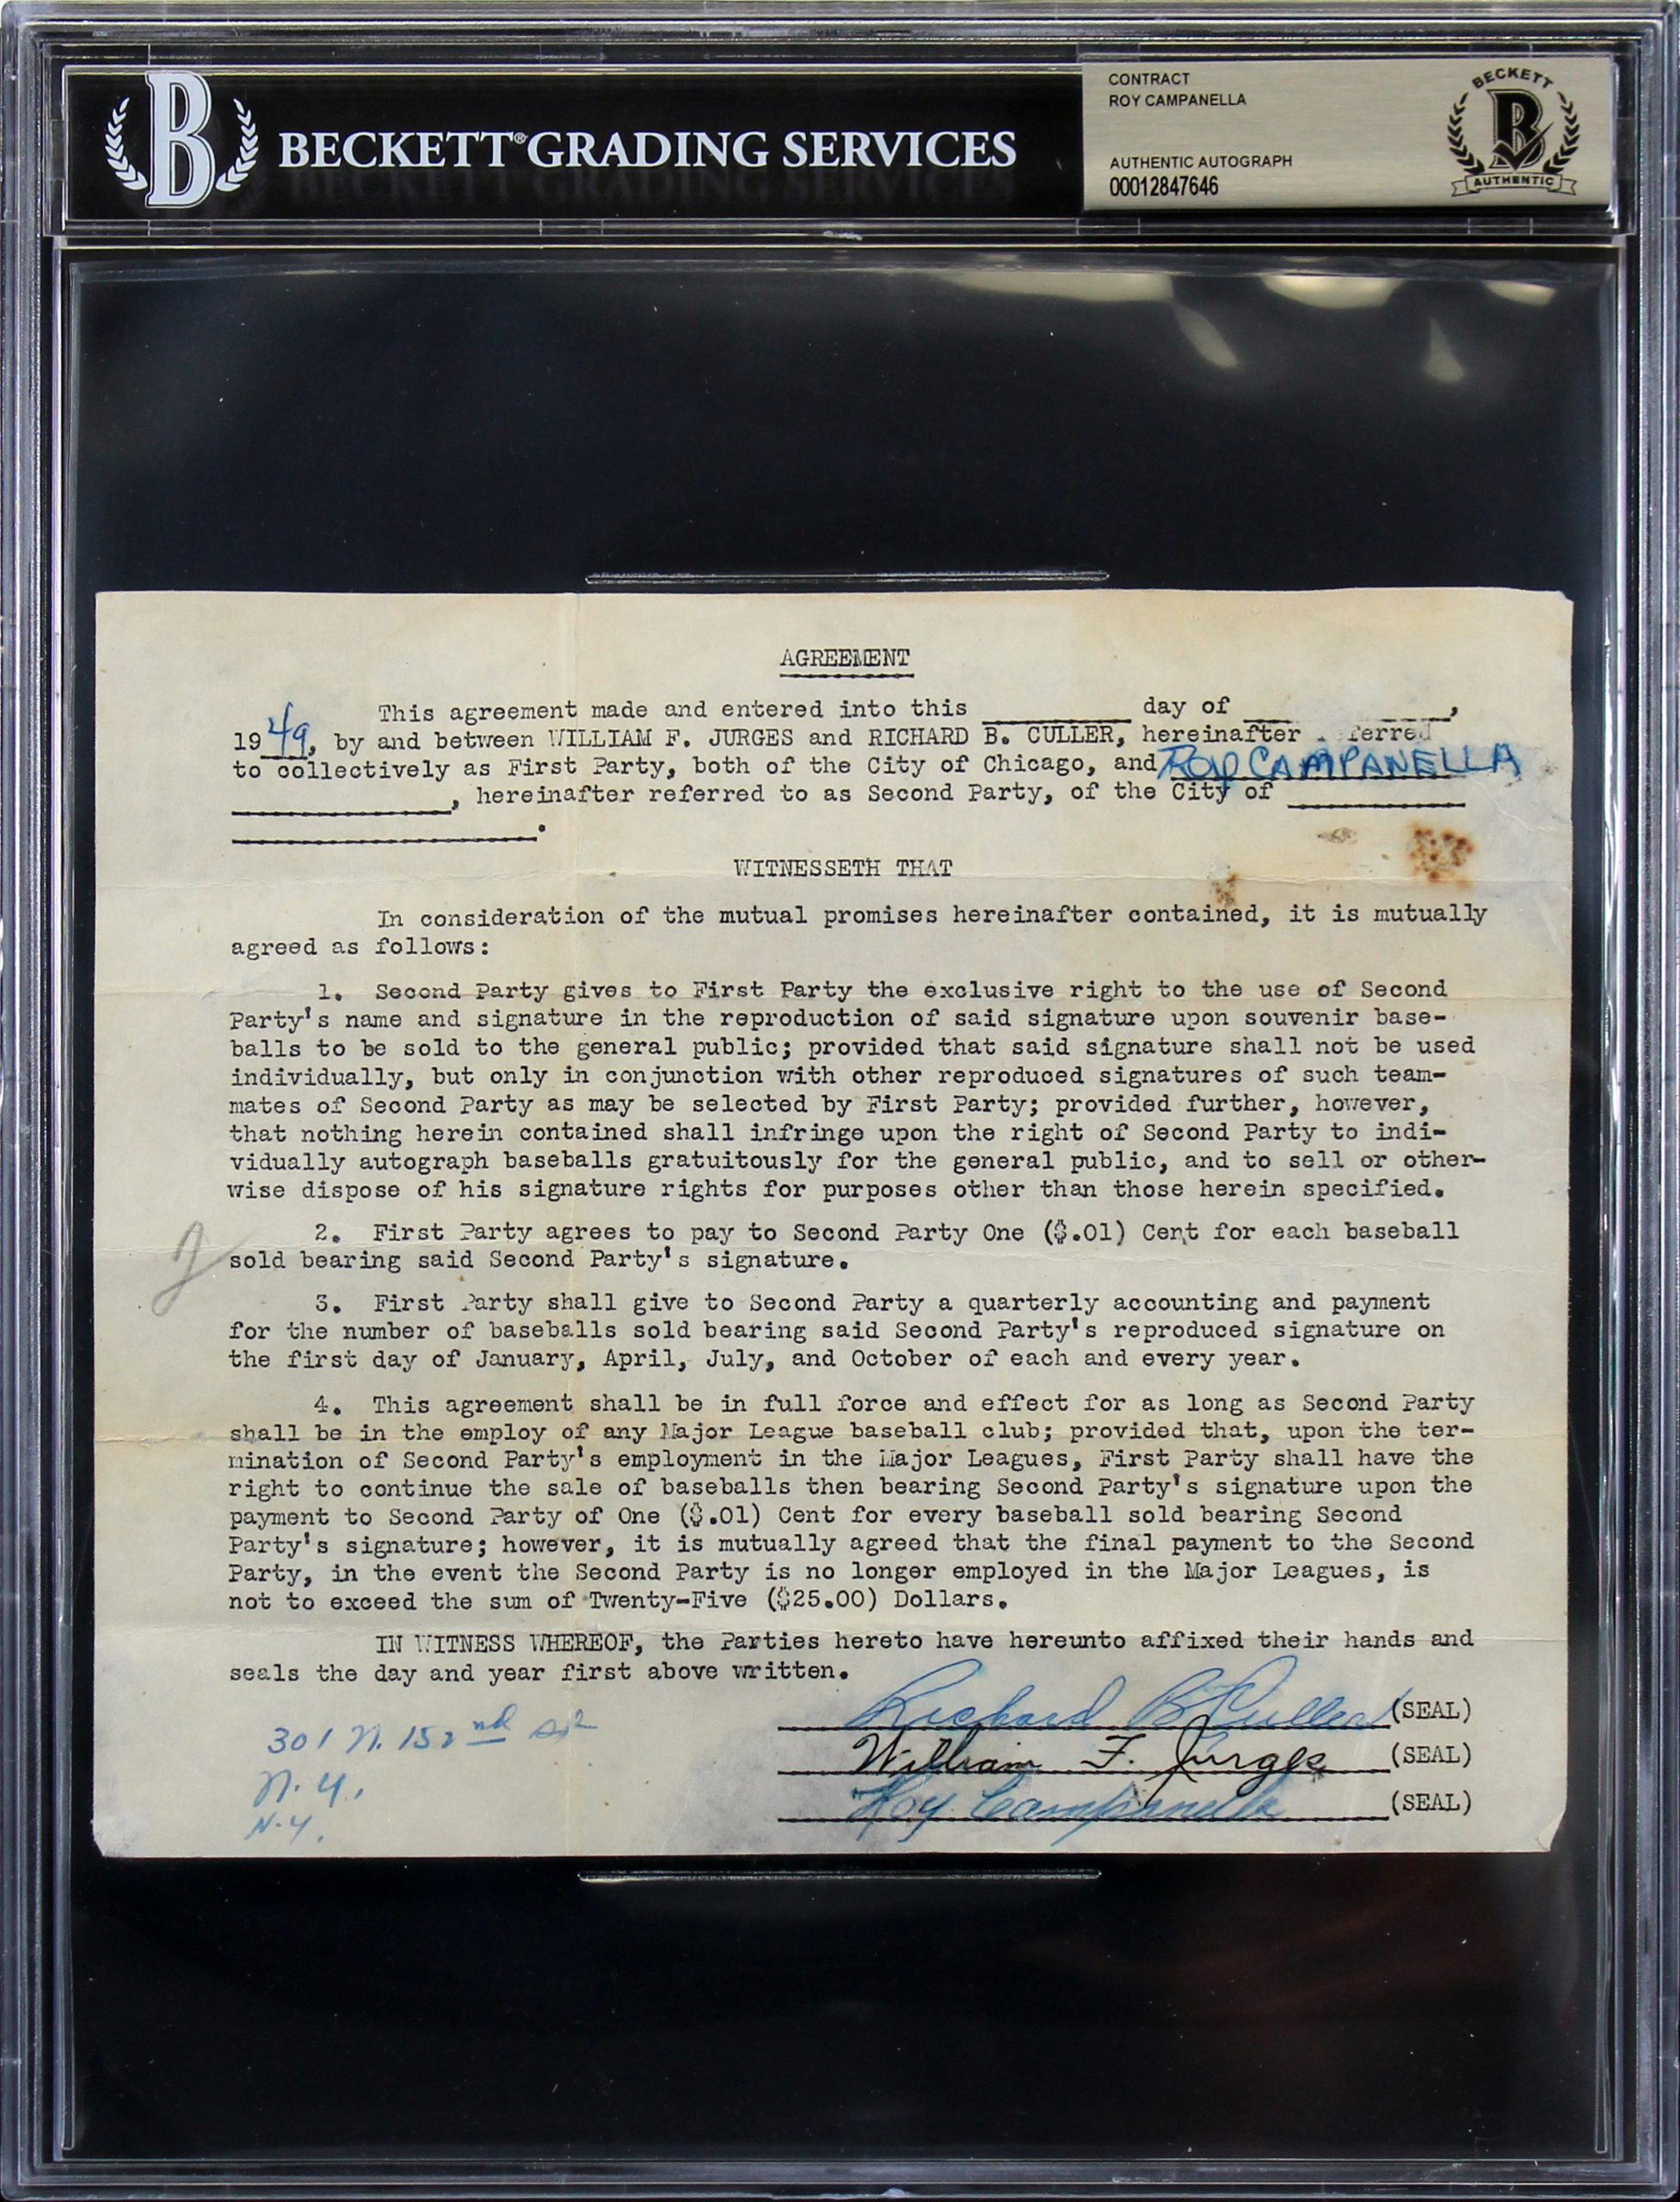 BECKETT® GRADING SERVICES
CONTRACT
ROY CAMPANELLA
AUTHENTIC AUTOGRAPH
00012847646
BECKETT
B
AUTHENTIC
AGREEMENT
This agreement made and entered into this ________ day of ________,
1949, by and between WILLIAM F. JURGES and RICHARD B. CULLER, hereinafter ferred
to collectively as First Party, both of the City of Chicago, and ROY CAMPANELLA
________, hereinafter referred to as Second Party, of the City of ________
________.
WITNESSETH THAT
In consideration of the mutual promises hereinafter contained, it is mutually
agreed as follows:
1. Second Party gives to First Party the exclusive right to the use of Second
Party's name and signature in the reproduction of said signature upon souvenir base-
balls to be sold to the general public; provided that said signature shall not be used
individually, but only in conjunction with other reproduced signatures of such team-
mates of Second Party as may be selected by First Party; provided further, however,
that nothing herein contained shall infringe upon the right of Second Party to indi-
vidually autograph baseballs gratuitously for the general public, and to sell or other-
wise dispose of his signature rights for purposes other than those herein specified.
2. First Party agrees to pay to Second Party One ($.01) Cent for each baseball
sold bearing said Second Party's signature.
3. First Party shall give to Second Party a quarterly accounting and payment
for the number of baseballs sold bearing said Second Party's reproduced signature on
the first day of January, April, July, and October of each and every year.
4. This agreement shall be in full force and effect for as long as Second Party
shall be in the employ of any Major League baseball club; provided that, upon the ter-
mination of Second Party's employment in the Major Leagues, First Party shall have the
right to continue the sale of baseballs then bearing Second Party's signature upon the
payment to Second Party of One ($.01) Cent for every baseball sold bearing Second
Party's signature; however, it is mutually agreed that the final payment to the Second
Party, in the event the Second Party is no longer employed in the Major Leagues, is
not to exceed the sum of Twenty-Five ($25.00) Dollars.
IN WITNESS WHEREOF, the Parties hereto have hereunto affixed their hands and
seals the day and year first above written.
Richard B Culler (SEAL)
William F. Jurges (SEAL)
Roy Campanella (SEAL)
301 N. 152nd St
N.Y.
N.Y.